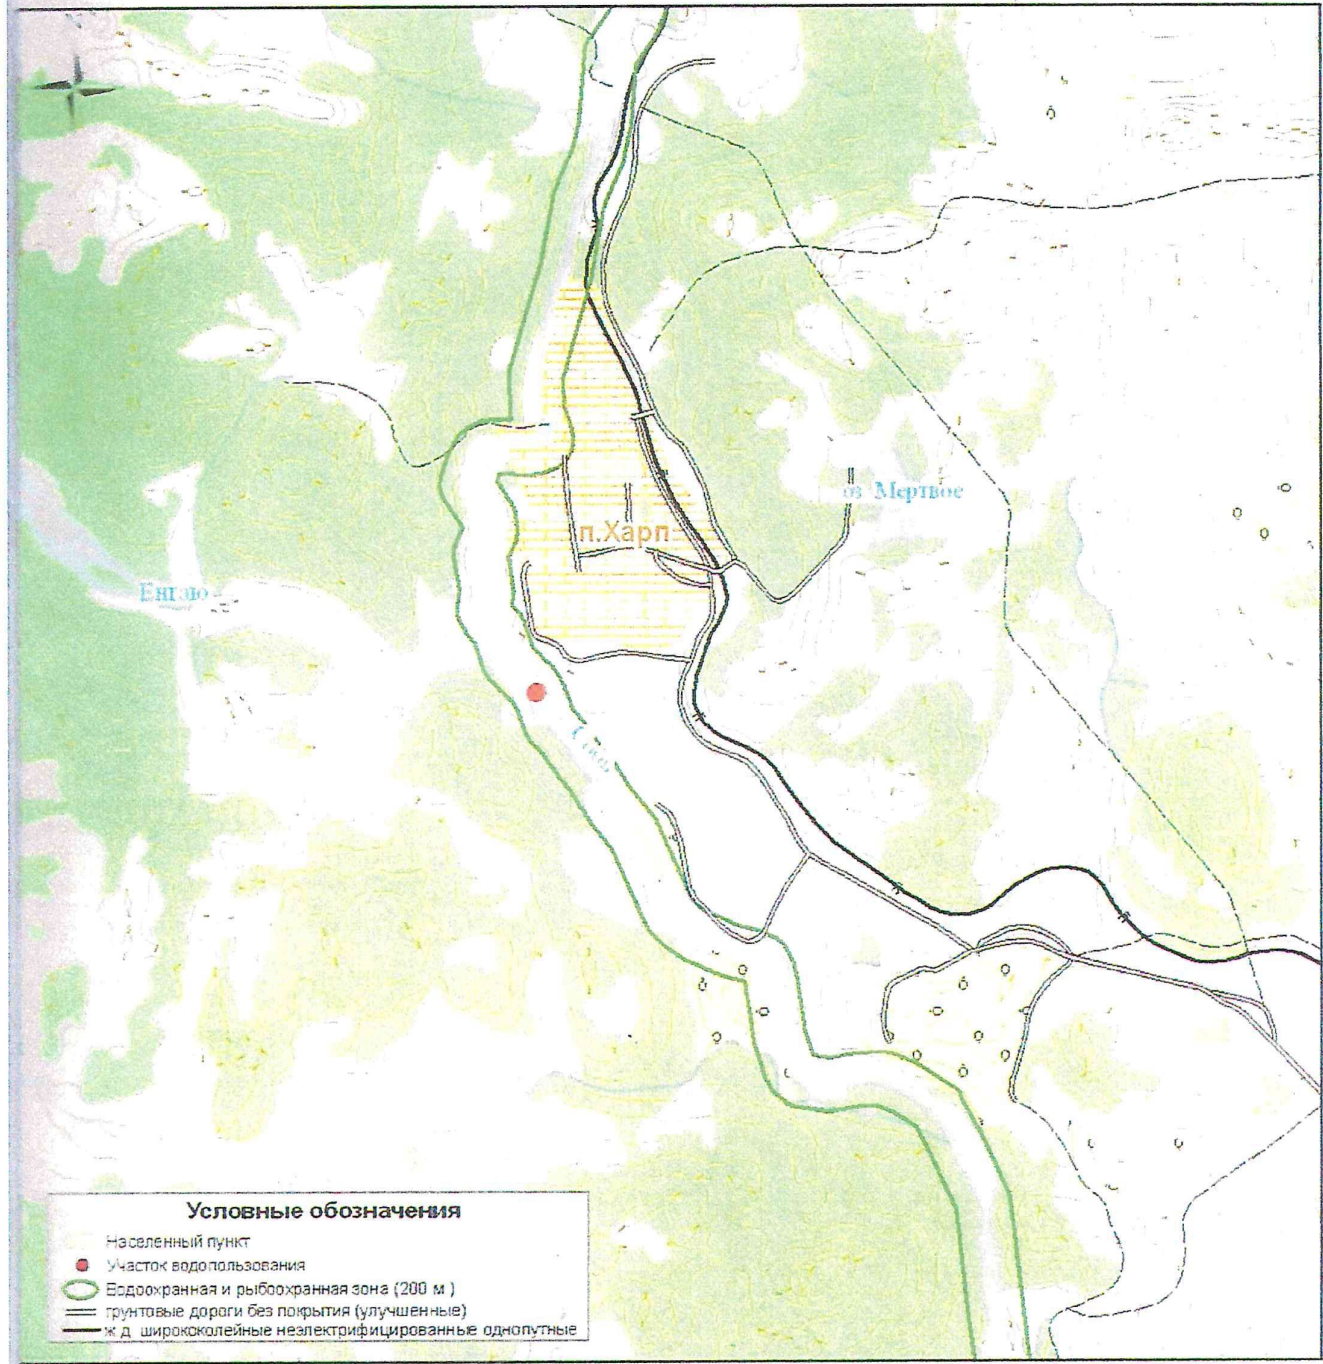 оз Мертвое
п.Харп
Енгаю
Собь
Условные обозначения
Населенный пункт
Участок водопользования
Водоохранная и рыбоохранная зона (200 м )
грунтовые дороги без покрытия (улучшенные)
ж д ширококолейные неэлектрифицированные однопутные